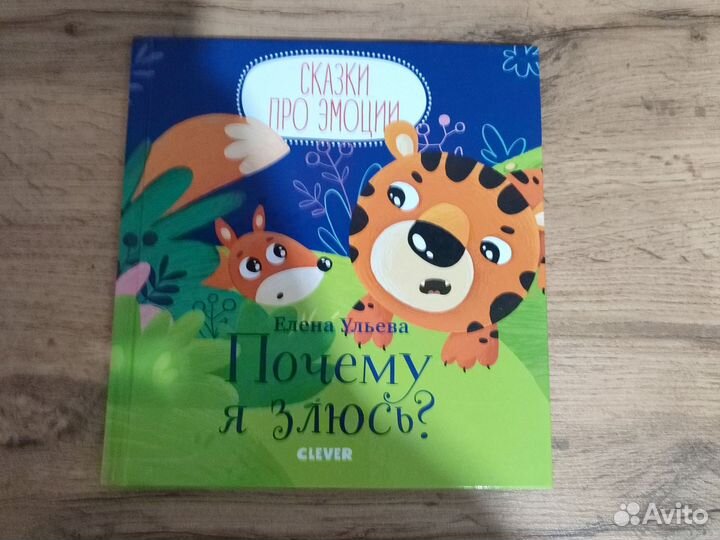 СКАЗКИ
ПРО ЭМОЦИИ
Елена Ульева
Почему
я злюсь?
CLEVER
Avito